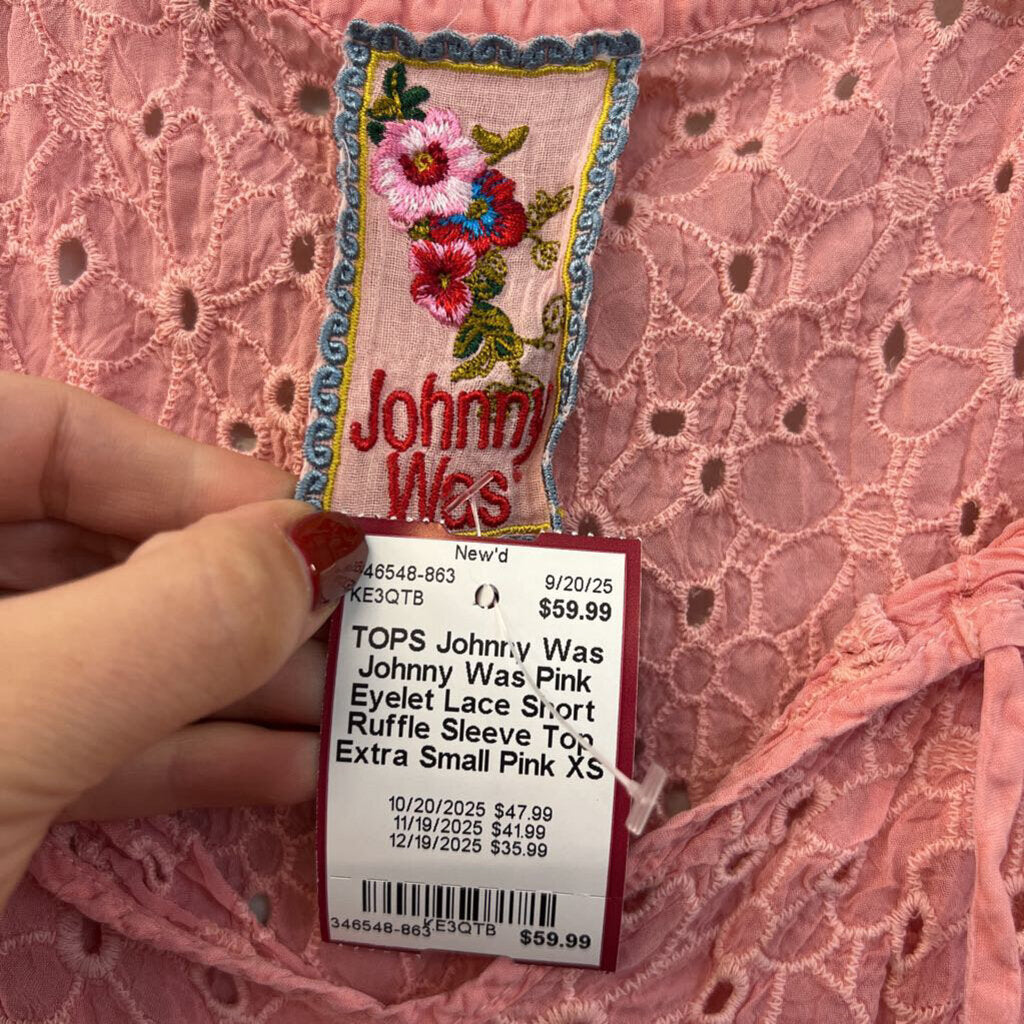 Johnny
Was
New'd
46548-863 9/20/25
KE3QTB $59.99
TOPS Johnny Was
Johnny Was Pink
Eyelet Lace Short
Ruffle Sleeve Top
Extra Small Pink XS
10/20/2025 $47.99
11/19/2025 $41.99
12/19/2025 $35.99
346548-863 KE3QTB $59.99